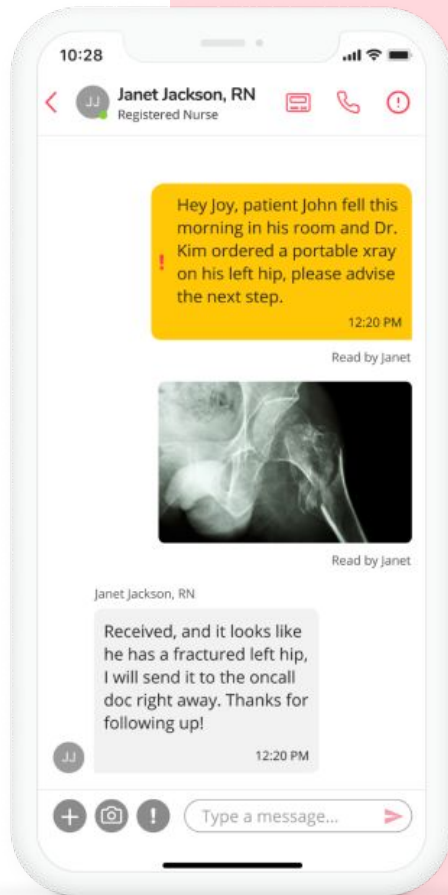 10:28
JJ
Janet Jackson, RN
Registered Nurse
Hey Joy, patient John fell this
morning in his room and Dr.
Kim ordered a portable xray
on his left hip, please advise
the next step.
12:20 PM
Read by Janet
Read by Janet
Janet Jackson, RN
Received, and it looks like
he has a fractured left hip,
I will send it to the oncall
doc right away. Thanks for
following up!
JJ
12:20 PM
Type a message...